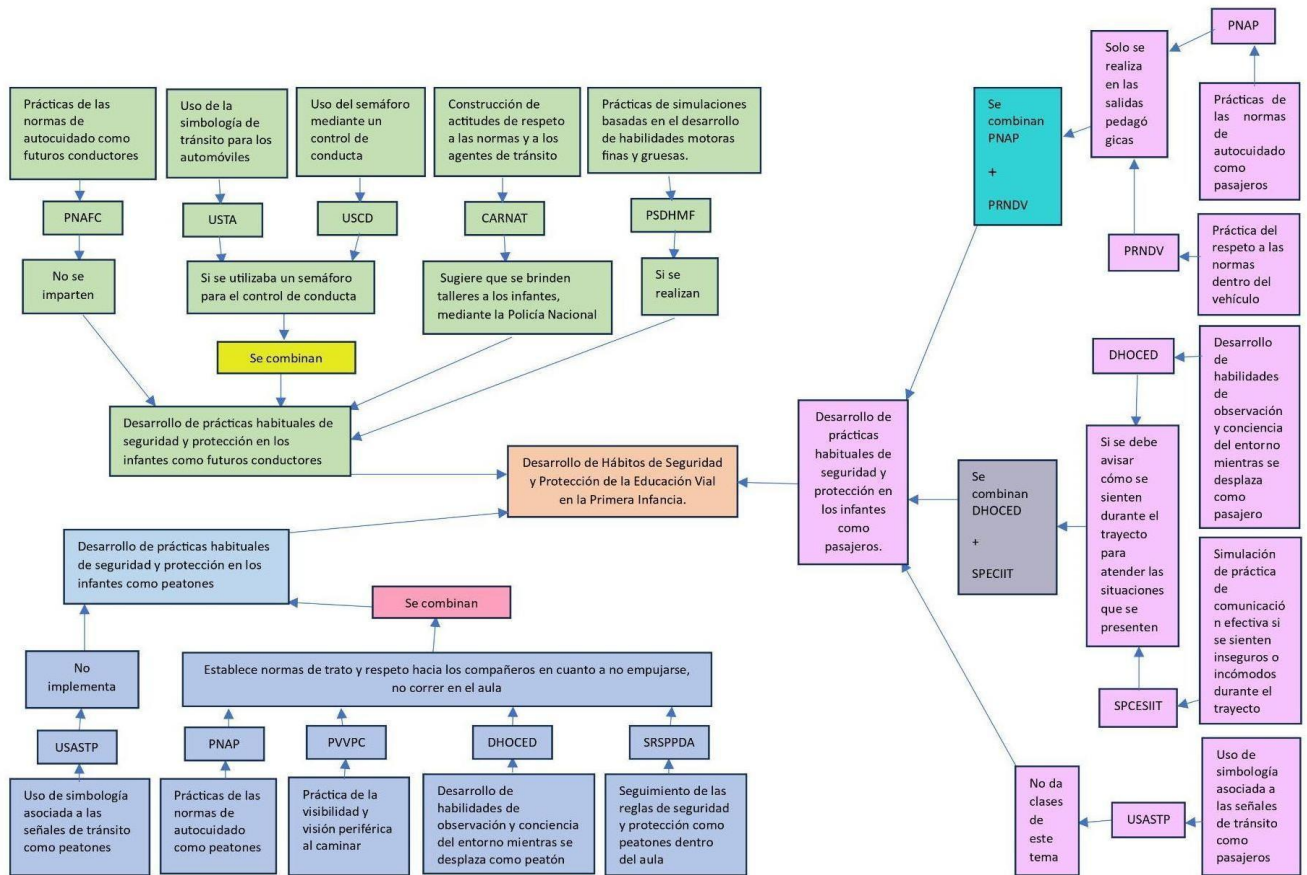 Prácticas de las
normas de
autocuidado como
futuros conductores
Uso de la
simbología de
tránsito para los
automóviles
Uso del semáforo
mediante un
control de
conducta
Construcción de
actitudes de respeto
a las normas y a los
agentes de tránsito
Prácticas de simulaciones
basadas en el desarrollo
de habilidades motoras
finas y gruesas.
PNAFC
USTA
USCD
CARNAT
PSDHMF
No se
imparten
Si se utilizaba un semáforo
para el control de conducta
Sugiere que se brinden
talleres a los infantes,
mediante la Policía Nacional
Si se
realizan
Se combinan
Desarrollo de prácticas habituales de
seguridad y protección en los
infantes como futuros conductores
Desarrollo de Hábitos de Seguridad
y Protección de la Educación Vial
en la Primera Infancia.
Desarrollo de prácticas habituales
de seguridad y protección en los
infantes como peatones
Se combinan
No
implementa
Establece normas de trato y respeto hacia los compañeros en cuanto a no empujarse,
no correr en el aula
USASTP
PNAP
PVVPC
DHOCED
SRSPPDA
Uso de simbología
asociada a las
señales de tránsito
como peatones
Prácticas de las
normas de
autocuidado como
peatones
Práctica de la
visibilidad y
visión periférica
al caminar
Desarrollo de
habilidades de
observación y conciencia
del entorno mientras se
desplaza como peatón
Seguimiento de las
reglas de seguridad
y protección como
peatones dentro
del aula
Desarrollo de
prácticas
habituales de
seguridad y
protección en
los infantes
como
pasajeros.
Se
combinan
PNAP
+
PRNDV
Solo se
realiza
en las
salidas
pedagó
gicas
PNAP
Prácticas de
las normas
de
autocuidado
como
pasajeros
PRNDV
Práctica del
respeto a las
normas
dentro del
vehículo
Se
combinan
DHOCED
+
SPECIIT
DHOCED
Desarrollo
de
habilidades
de
observación
y conciencia
del entorno
mientras se
desplaza
como
pasajero
Si se debe
avisar
cómo se
sienten
durante el
trayecto
para
atender las
situaciones
que se
presenten
SPCESIIT
Simulación
de práctica
de
comunicació
n efectiva si
se sienten
inseguros o
incómodos
durante el
trayecto
No da
clases
de
este
tema
USASTP
Uso de
simbología
asociada a
las señales
de tránsito
como
pasajeros